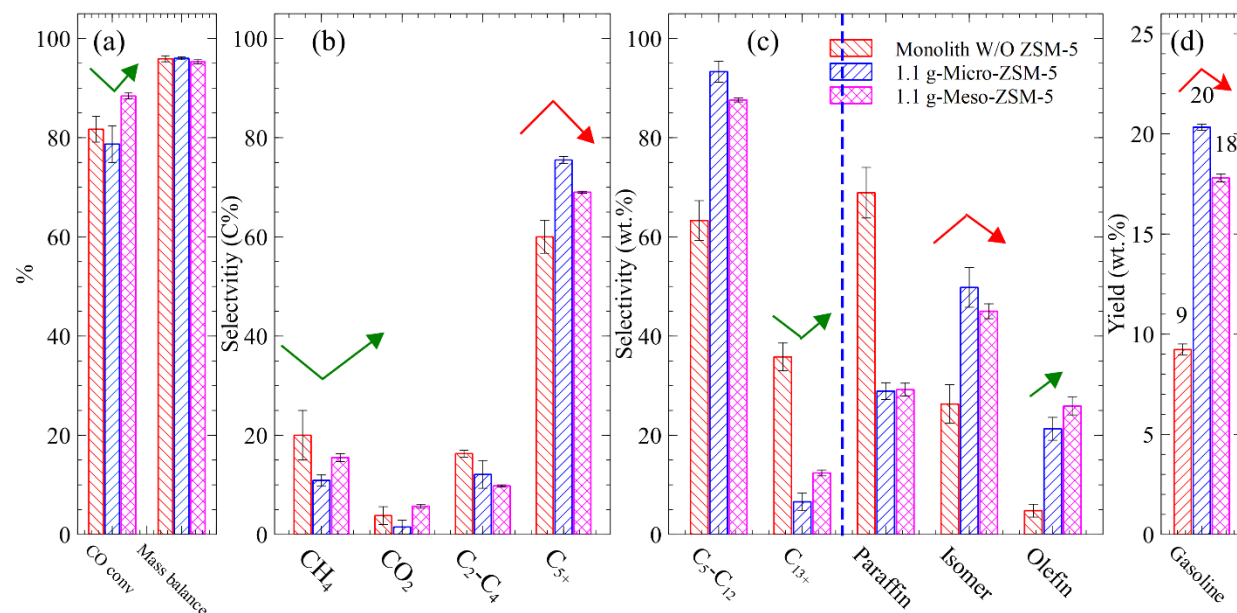 (a)
%
100
80
60
40
20
0
CO conv
Mass balance
(b)
Selectvitiy (C%)
100
80
60
40
20
0
CH4
CO2
C2-C4
C5+
(c)
Monolith W/O ZSM-5
1.1 g-Micro-ZSM-5
1.1 g-Meso-ZSM-5
Selectivity (wt.%)
100
80
60
40
20
0
C5-C12
C13+
Paraffin
Isomer
Olefin
(d)
Yield (wt.%)
25
20
15
10
5
0
9
20
18
Gasoline